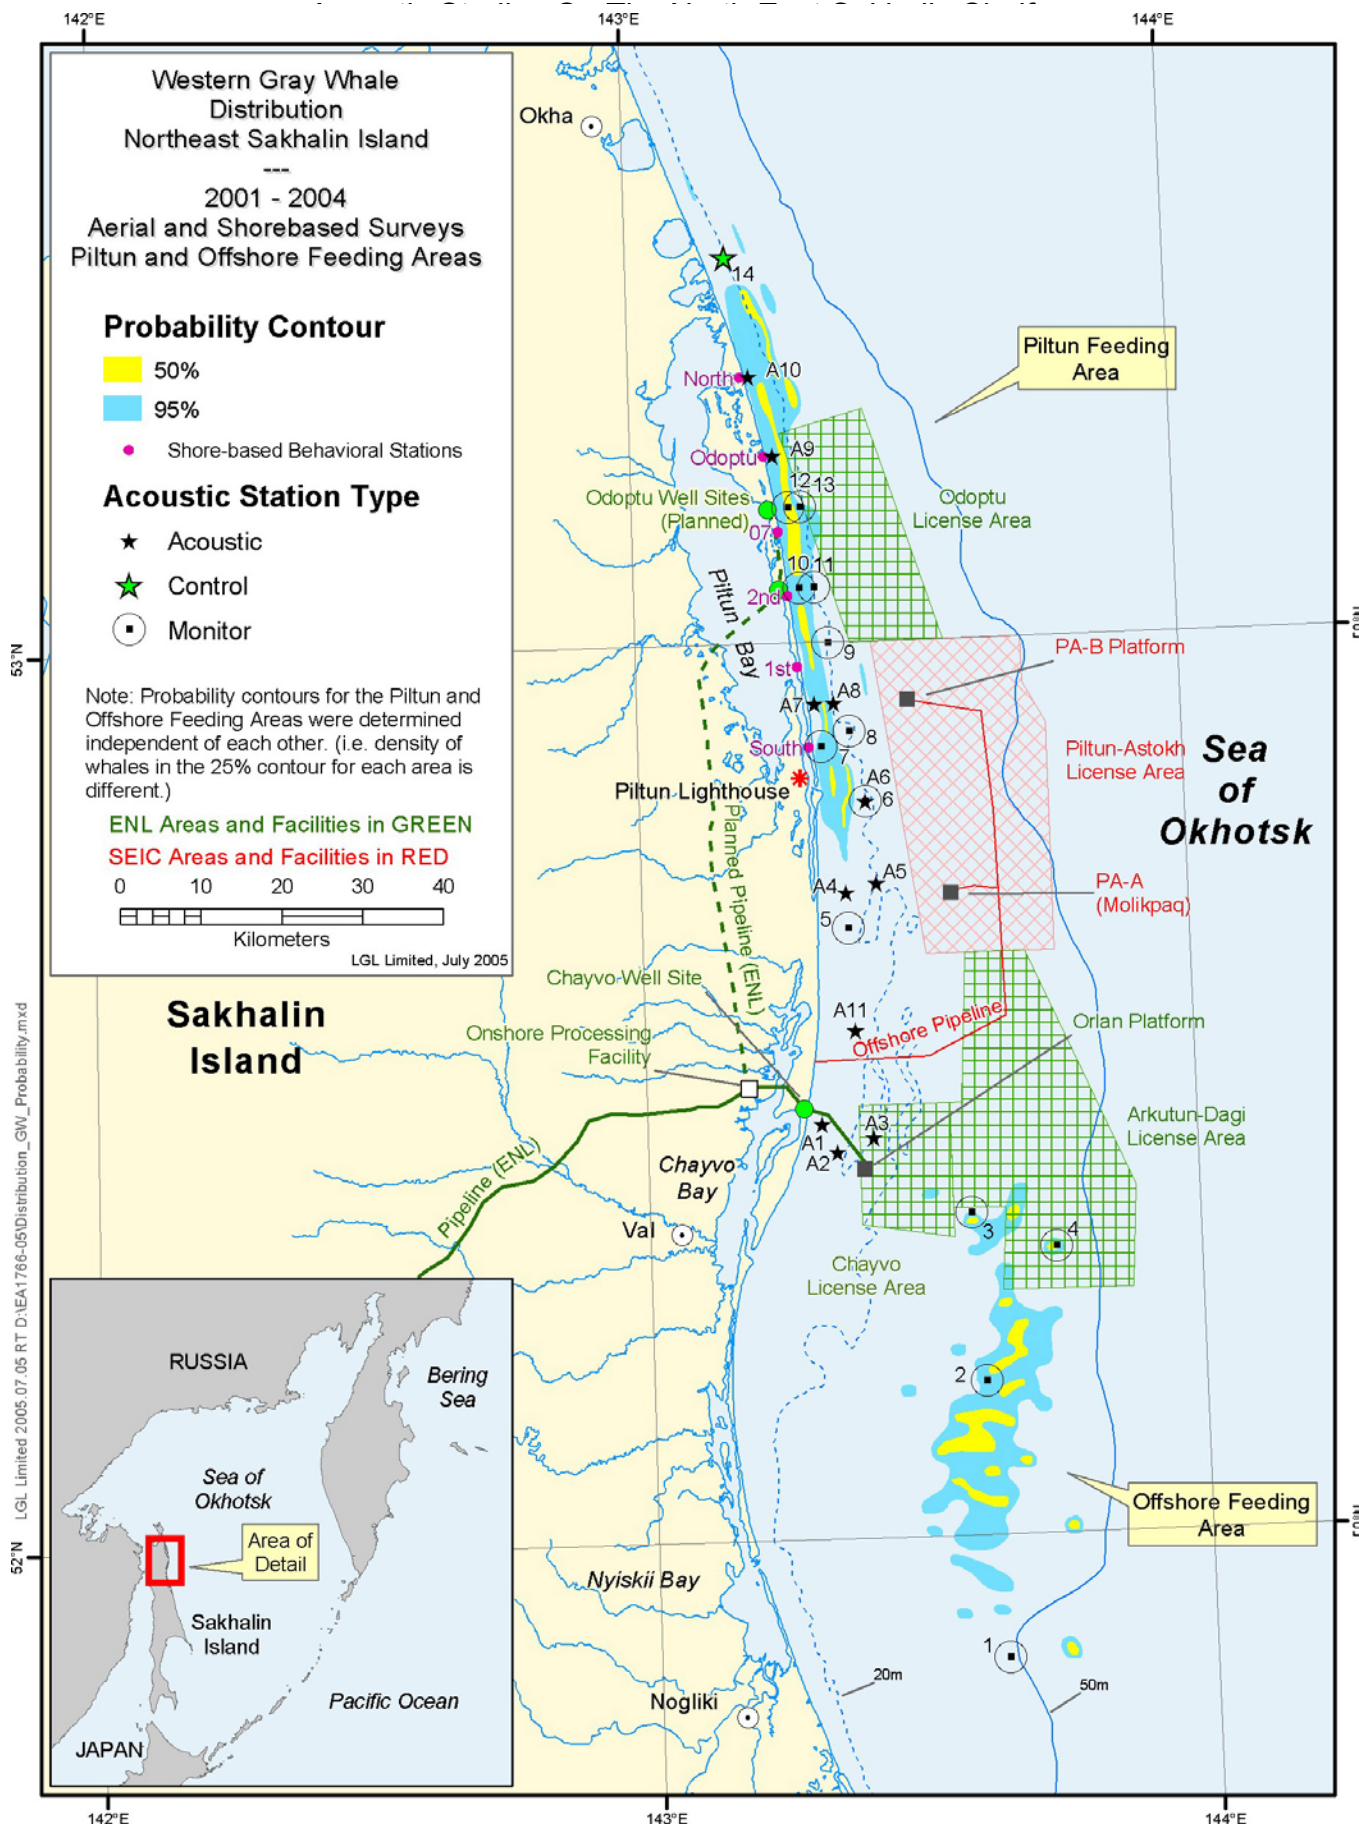 142°E
143°E
144°E
Western Gray Whale
Distribution
Northeast Sakhalin Island
---
2001 - 2004
Aerial and Shorebased Surveys
Piltun and Offshore Feeding Areas
Probability Contour
50%
95%
Shore-based Behavioral Stations
Acoustic Station Type
Acoustic
Control
Monitor
Note: Probability contours for the Piltun and
Offshore Feeding Areas were determined
independent of each other. (i.e. density of
whales in the 25% contour for each area is
different.)
ENL Areas and Facilities in GREEN
SEIC Areas and Facilities in RED
0 10 20 30 40
Kilometers
LGL Limited, July 2005
Okha
14
Piltun Feeding
Area
North
A10
Odoptu
A9
12
13
Odoptu Well Sites
(Planned)
Odoptu
License Area
07
10
11
2nd
Piltun Bay
53°N
9
1st
PA-B Platform
A7
A8
8
South
7
Piltun-Astokh
License Area
Sea
of
Okhotsk
Piltun Lighthouse
A6
6
Planned Pipeline (ENL)
A4
A5
PA-A
(Molikpaq)
5
Chayvo Well Site
Sakhalin
Island
A11
Offshore Pipeline
Orlan Platform
Onshore Processing
Facility
A1
A2
A3
Arkutun-Dagi
License Area
Pipeline (ENL)
Chayvo
Bay
Val
3
4
Chayvo
License Area
2
Offshore Feeding
Area
52°N
Nyiskii Bay
1
20m
50m
Nogliki
RUSSIA
Bering
Sea
Sea of
Okhotsk
Area of
Detail
Sakhalin
Island
Pacific Ocean
JAPAN
LGL Limited 2005.07.05 RT D:\EA1766-05\Distribution_GW_Probability.mxd
142°E
143°E
144°E